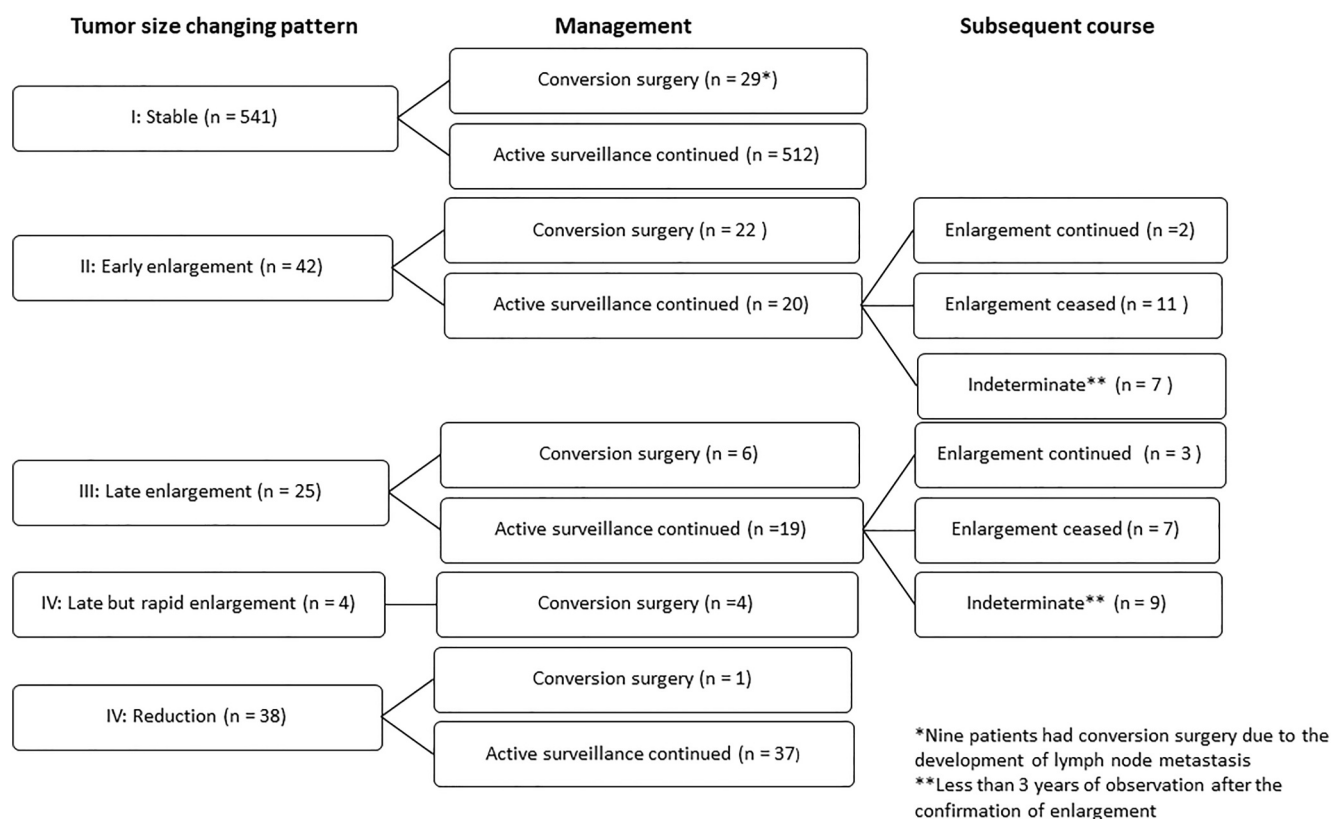 Tumor size changing pattern
Management
Subsequent course
I: Stable (n = 541)
Conversion surgery (n = 29*)
Active surveillance continued (n = 512)
II: Early enlargement (n = 42)
Conversion surgery (n = 22 )
Active surveillance continued (n = 20)
Enlargement continued (n =2)
Enlargement ceased (n = 11 )
Indeterminate** (n = 7 )
III: Late enlargement (n = 25)
Conversion surgery (n = 6)
Active surveillance continued (n =19)
Enlargement continued (n = 3 )
Enlargement ceased (n = 7)
Indeterminate** (n = 9)
IV: Late but rapid enlargement (n = 4)
Conversion surgery (n =4)
IV: Reduction (n = 38)
Conversion surgery (n = 1)
Active surveillance continued (n = 37)
*Nine patients had conversion surgery due to the
development of lymph node metastasis
**Less than 3 years of observation after the
confirmation of enlargement